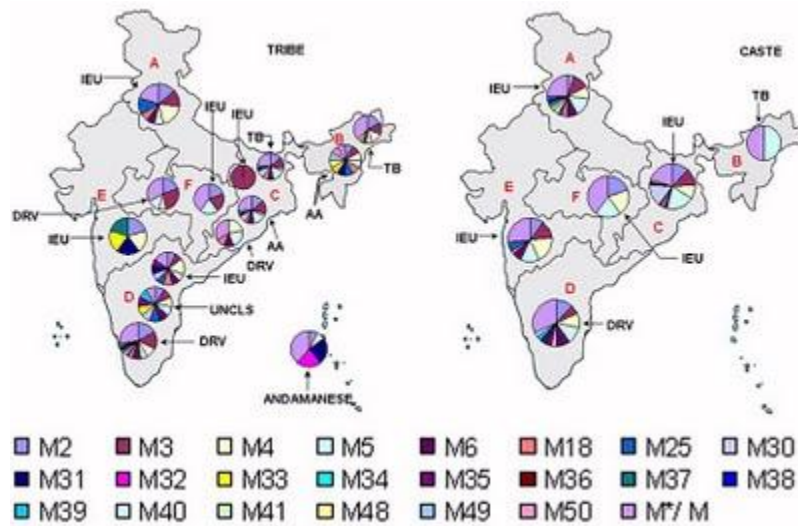 TRIBE
CASTE
A
IEU
IEU
IEU
TB
B
TB
E
F
C
DRV
AA
IEU
AA
DRV
IEU
D
UNCLS
DRV
ANDAMANESE
A
IEU
TB
B
IEU
E
F
C
IEU
IEU
D
DRV
M2 M3 M4 M5 M6 M18 M25 M30
M31 M32 M33 M34 M35 M36 M37 M38
M39 M40 M41 M48 M49 M50 M*/ M